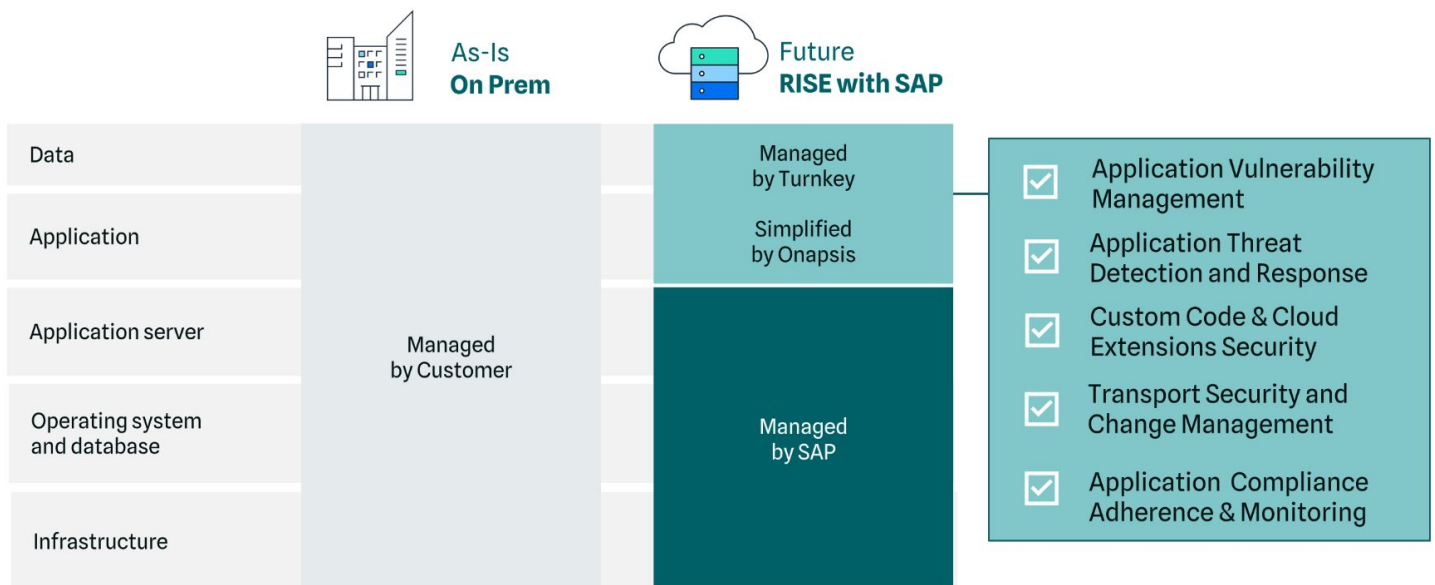 As-Is
On Prem
Future
RISE with SAP
Data
Application
Application server
Operating system
and database
Infrastructure
Managed
by Customer
Managed
by Turnkey
Simplified
by Onapsis
Managed
by SAP
Application Vulnerability
Management
Application Threat
Detection and Response
Custom Code & Cloud
Extensions Security
Transport Security and
Change Management
Application Compliance
Adherence & Monitoring